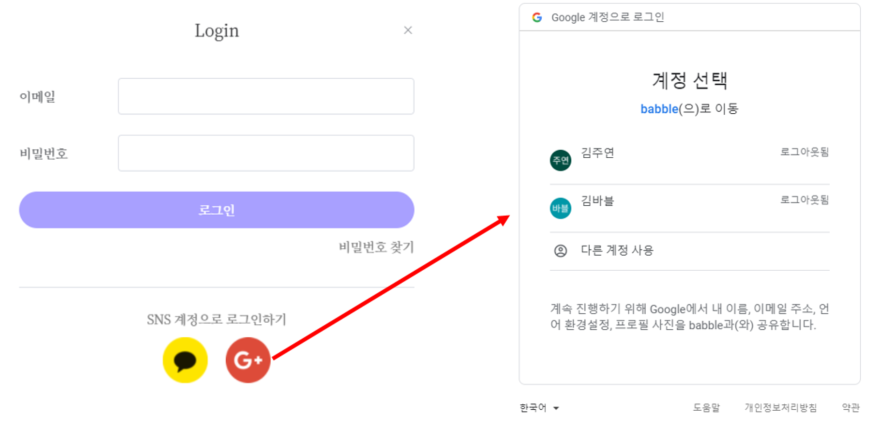 Login
×
이메일
비밀번호
로그인
비밀번호 찾기
SNS 계정으로 로그인하기
G+
G Google 계정으로 로그인
계정 선택
babble(으)로 이동
주연 김주연 로그아웃됨
바블 김바블 로그아웃됨
다른 계정 사용
계속 진행하기 위해 Google에서 내 이름, 이메일 주소, 언
어 환경설정, 프로필 사진을 babble과(와) 공유합니다.
한국어 도움말 개인정보처리방침 약관